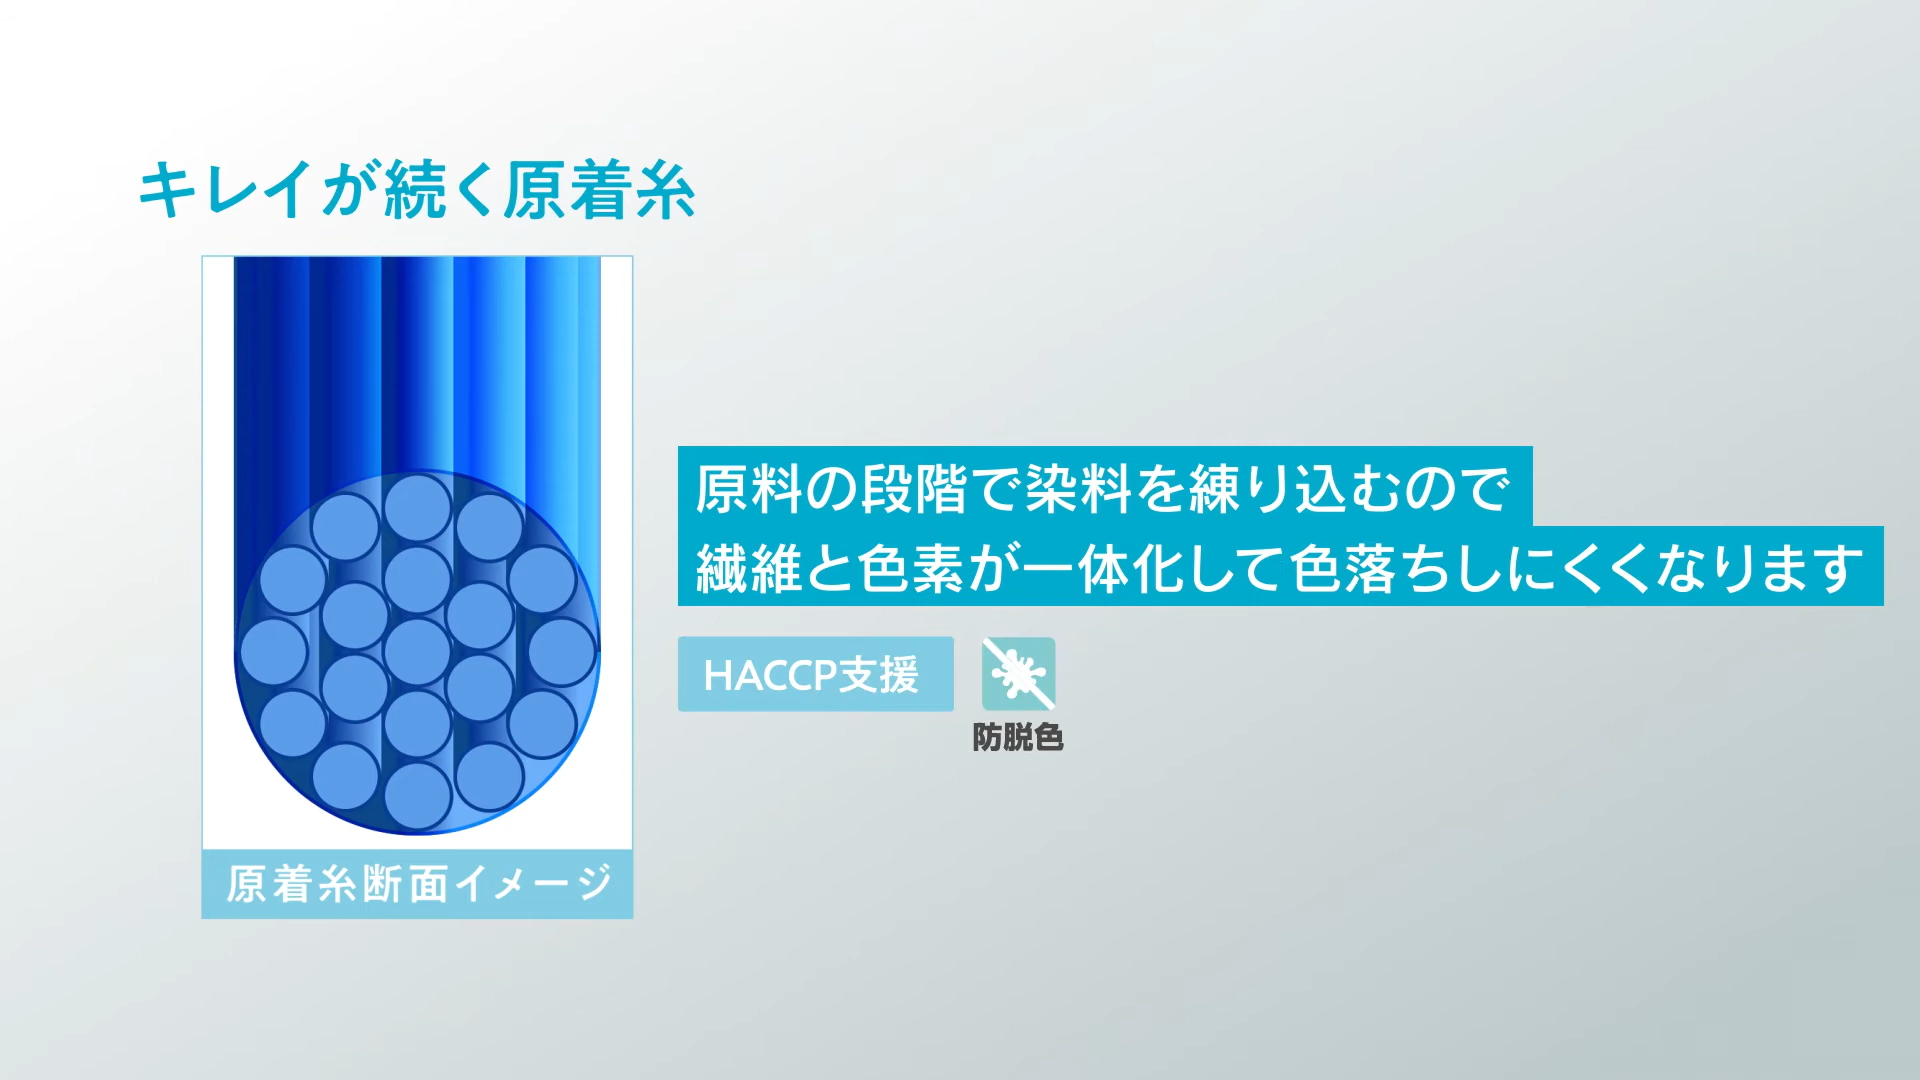 キレイが続く原着糸
原料の段階で染料を練り込むので
繊維と色素が一体化して色落ちしにくくなります
HACCP支援
防脱色
原着糸断面イメージ